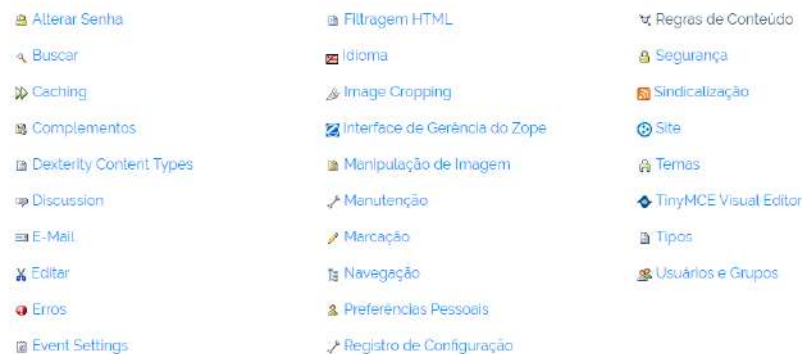 Alterar Senha
Buscar
Caching
Complementos
Dexterity Content Types
Discussion
E-Mail
Editar
Erros
Event Settings
Filtragem HTML
Idioma
Image Cropping
Interface de Gerência do Zope
Manipulação de Imagem
Manutenção
Marcação
Navegação
Preferências Pessoais
Registro de Configuração
Regras de Conteúdo
Segurança
Sindicalização
Site
Temas
TinyMCE Visual Editor
Tipos
Usuários e Grupos